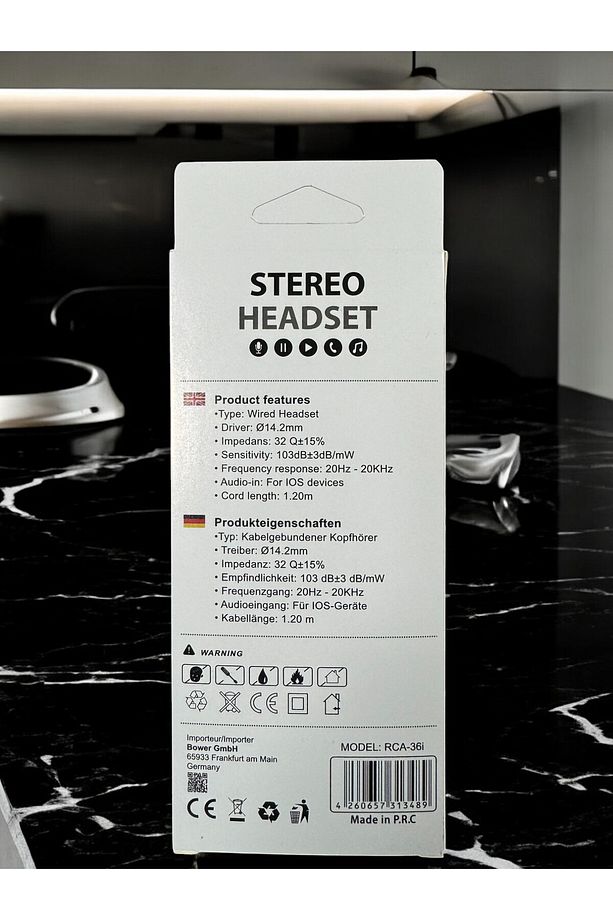 STEREO
HEADSET
Product features
•Type: Wired Headset
• Driver: Ø14.2mm
• Impedans: 32 Q±15%
• Sensitivity: 103dB±3dB/mW
• Frequency response: 20Hz - 20KHz
• Audio-in: For IOS devices
• Cord length: 1.20m
Produkteigenschaften
•Typ: Kabelgebundener Kopfhörer
• Treiber: Ø14.2mm
• Impedanz: 32 Q±15%
• Empfindlichkeit: 103 dB±3 dB/mW
• Frequenzgang: 20Hz - 20KHz
• Audioeingang: Für IOS-Geräte
• Kabellänge: 1.20 m
WARNING
CE
Importeur/Importer
Bower GmbH
65933 Frankfurt am Main
Germany
CE
MODEL: RCA-36i
4 260657 313489
Made in P.R.C